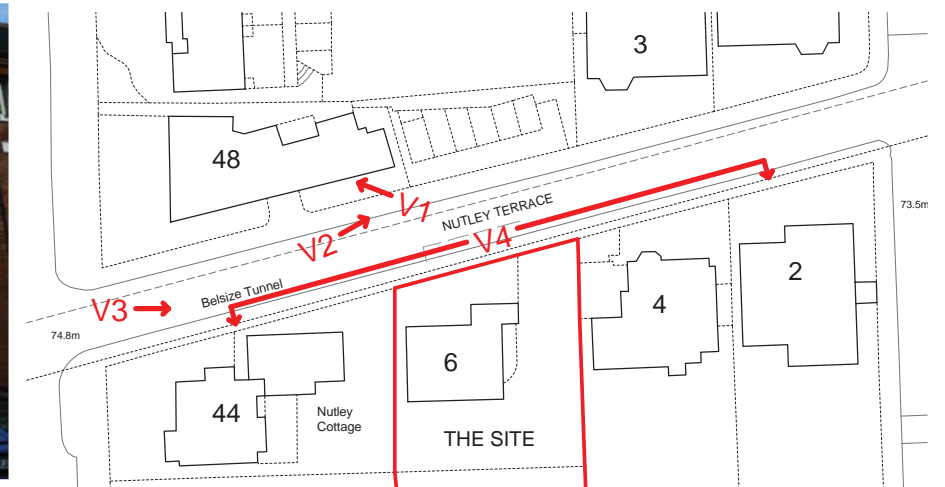 3
48
V1
NUTLEY TERRACE
V2
V4
73.5m
Belsize Tunnel
V3
74.8m
2
4
6
44
Nutley
Cottage
THE SITE